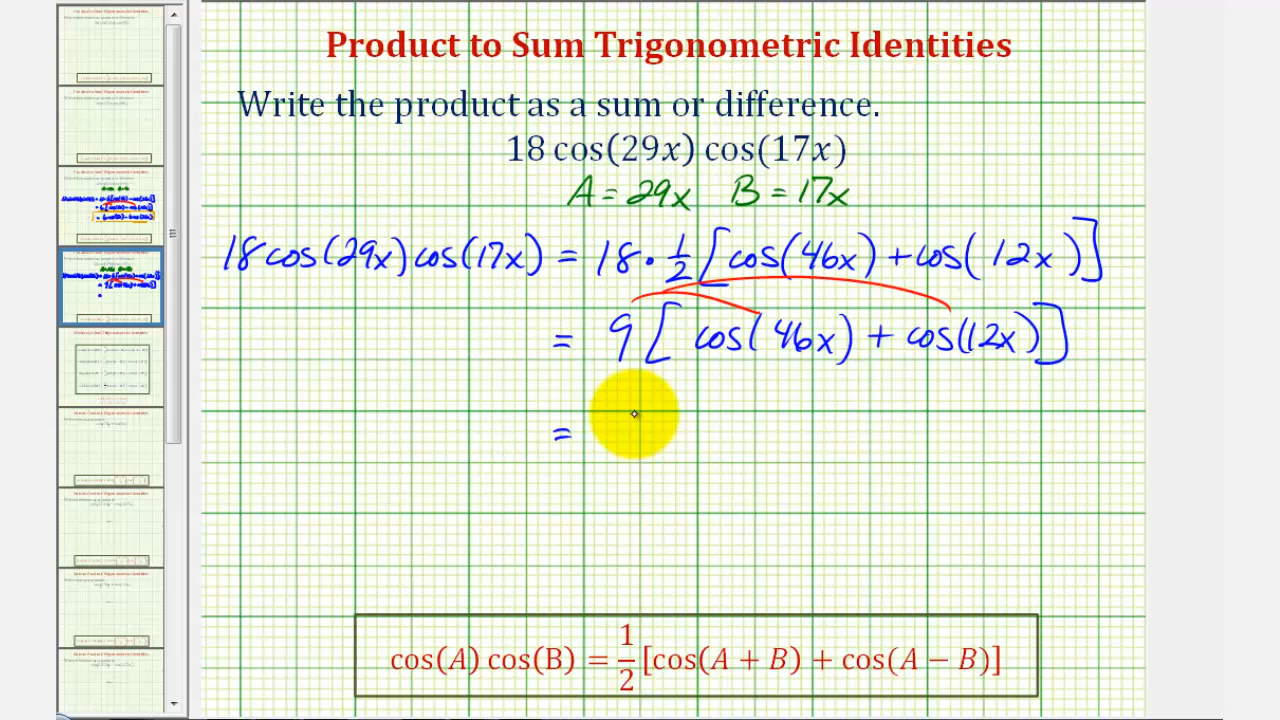 Product to Sum Trigonometric Identities
Write the product as a sum or difference.
18 cos(29x) cos(17x)
A = 29x B = 17x
18 cos(29x) cos(17x) = 18 · 1/2 [cos(46x) + cos(12x)]
= 9 [cos(46x) + cos(12x)]
=
cos(A) cos(B) = 1/2 [cos(A + B) + cos(A − B)]